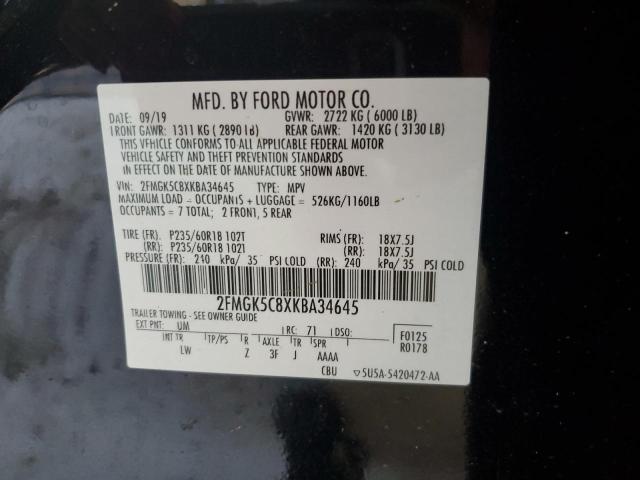 MFD. BY FORD MOTOR CO.
DATE: 09/19 GVWR: 2722 KG ( 6000 LB)
FRONT GAWR: 1311 KG ( 2890 LB) REAR GAWR: 1420 KG ( 3130 LB)
THIS VEHICLE CONFORMS TO ALL APPLICABLE FEDERAL MOTOR
VEHICLE SAFETY AND THEFT PREVENTION STANDARDS
IN EFFECT ON THE DATE OF MANUFACTURE SHOWN ABOVE.
VIN: 2FMGK5C8XKBA34645 TYPE: MPV
MAXIMUM LOAD = OCCUPANTS + LUGGAGE = 526KG/1160LB
OCCUPANTS = 7 TOTAL; 2 FRONT, 5 REAR
TIRE (FR): P235/60R18 102T RIMS (FR): 18X7.5J
(RR): P235/60R18 102T (RR): 18X7.5J
PRESSURE (FR): 240 kPa/ 35 PSI COLD (RR): 240 kPa/ 35 PSI COLD
2FMGK5C8XKBA34645
TRAILER TOWING - SEE OWNER GUIDE
EXT PNT: UM RC: 71 DSO: F0125
INT TR TP/PS R AXLE TR SPR R0178
LW Z 3F J AAAA
CBU ▽5U5A-5420472-AA